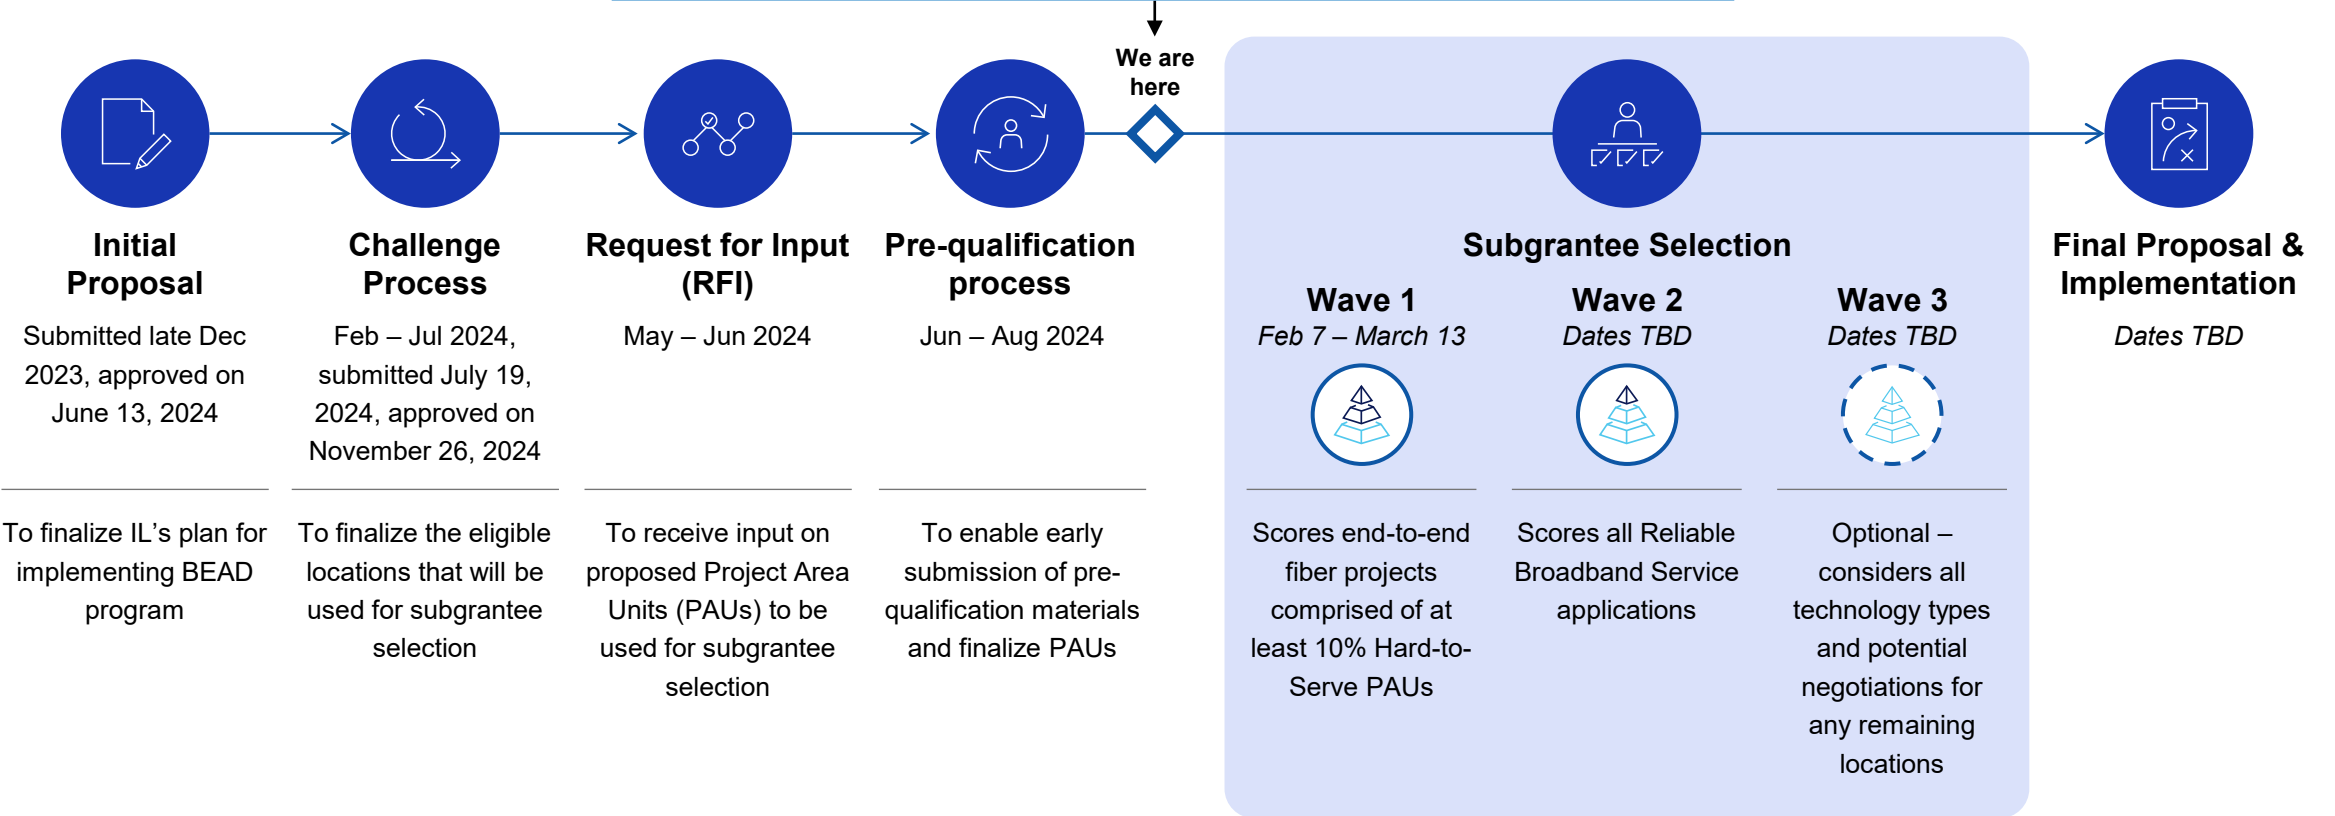 We are
here
Initial
Proposal
Submitted late Dec
2023, approved on
June 13, 2024
To finalize IL’s plan for
implementing BEAD
program
Challenge
Process
Feb – Jul 2024,
submitted July 19,
2024, approved on
November 26, 2024
To finalize the eligible
locations that will be
used for subgrantee
selection
Request for Input
(RFI)
May – Jun 2024
To receive input on
proposed Project Area
Units (PAUs) to be
used for subgrantee
selection
Pre-qualification
process
Jun – Aug 2024
To enable early
submission of pre-
qualification materials
and finalize PAUs
Subgrantee Selection
Wave 1
Feb 7 – March 13
Scores end-to-end
fiber projects
comprised of at
least 10% Hard-to-
Serve PAUs
Wave 2
Dates TBD
Scores all Reliable
Broadband Service
applications
Wave 3
Dates TBD
Optional –
considers all
technology types
and potential
negotiations for
any remaining
locations
Final Proposal &
Implementation
Dates TBD